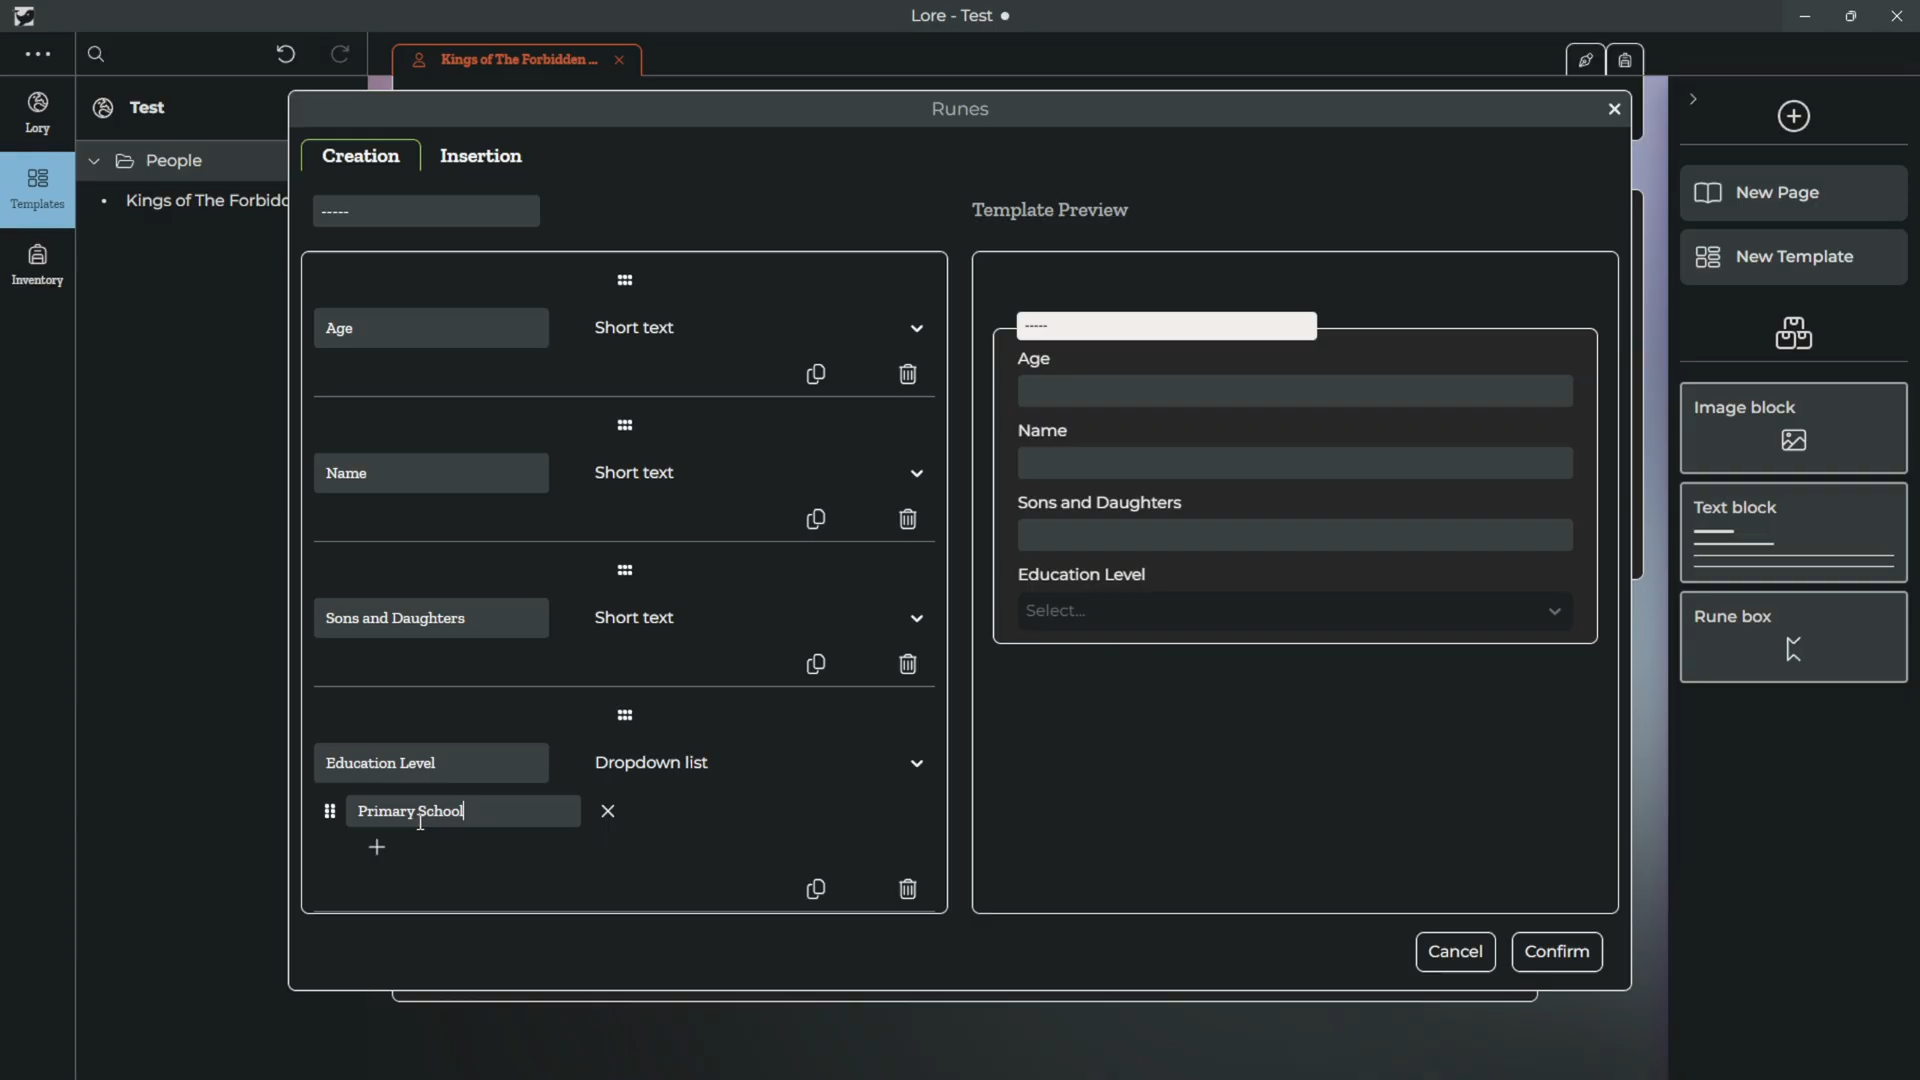 Lore - Test
Kings of The Forbidden ...
Lory
Templates
Inventory
Test
People
Kings of The Forbidd
Runes
Creation
Insertion
-----
Age
Short text
Name
Short text
Sons and Daughters
Short text
Education Level
Dropdown list
Primary School
Template Preview
-----
Age
Name
Sons and Daughters
Education Level
Select...
Cancel
Confirm
New Page
New Template
Image block
Text block
Rune box